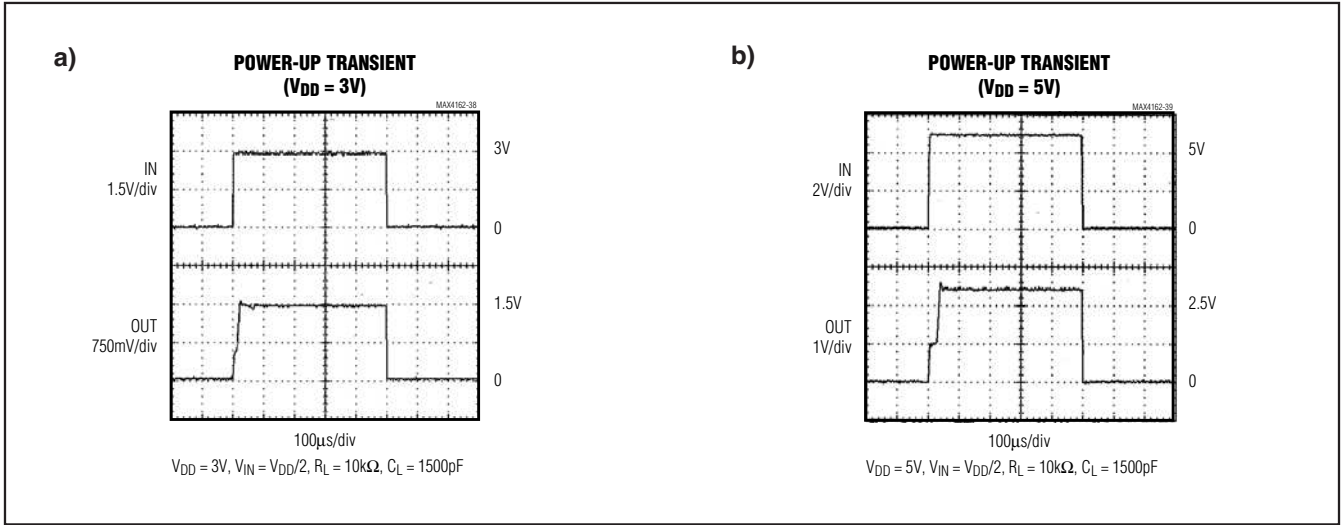 a)
POWER-UP TRANSIENT
(VDD = 3V)
MAX4162-38
IN
1.5V/div
3V
0
OUT
750mV/div
1.5V
0
100μs/div
VDD = 3V, VIN = VDD/2, RL = 10kΩ, CL = 1500pF
b)
POWER-UP TRANSIENT
(VDD = 5V)
MAX4162-39
IN
2V/div
5V
0
OUT
1V/div
2.5V
0
100μs/div
VDD = 5V, VIN = VDD/2, RL = 10kΩ, CL = 1500pF